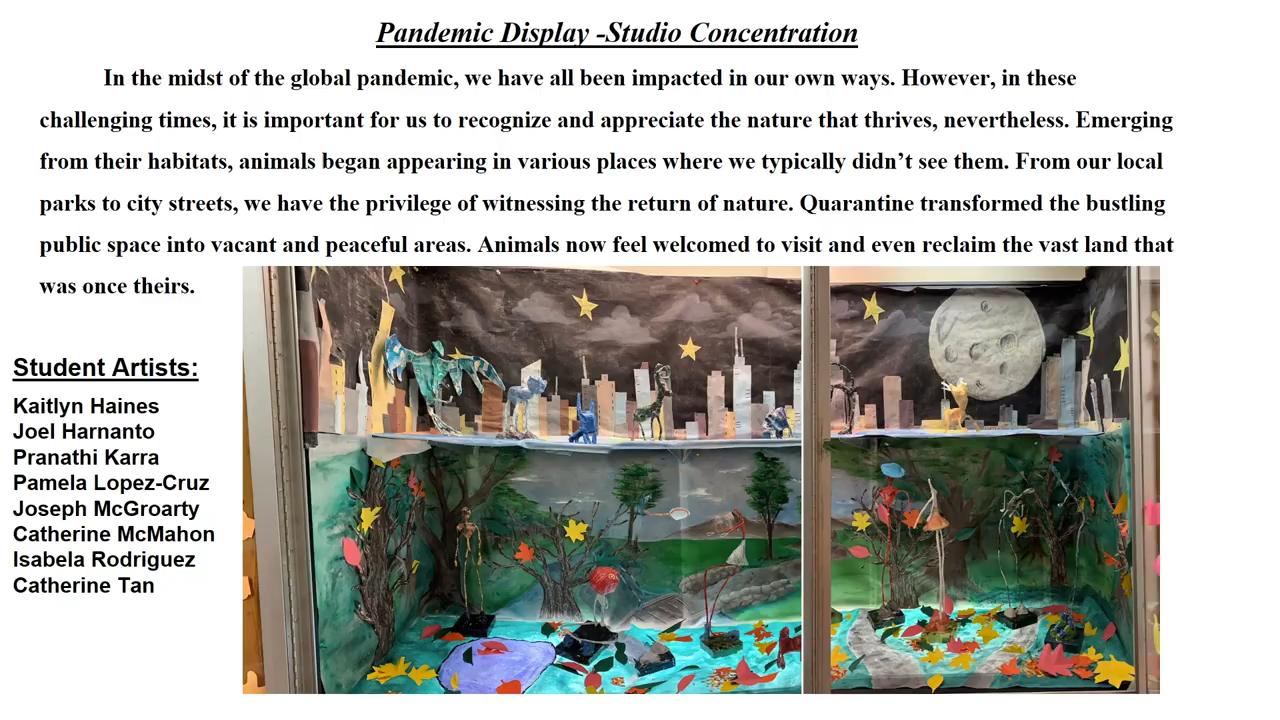 Pandemic Display -Studio Concentration
In the midst of the global pandemic, we have all been impacted in our own ways. However, in these
challenging times, it is important for us to recognize and appreciate the nature that thrives, nevertheless. Emerging
from their habitats, animals began appearing in various places where we typically didn’t see them. From our local
parks to city streets, we have the privilege of witnessing the return of nature. Quarantine transformed the bustling
public space into vacant and peaceful areas. Animals now feel welcomed to visit and even reclaim the vast land that
was once theirs.
Student Artists:
Kaitlyn Haines
Joel Harnanto
Pranathi Karra
Pamela Lopez-Cruz
Joseph McGroarty
Catherine McMahon
Isabela Rodriguez
Catherine Tan